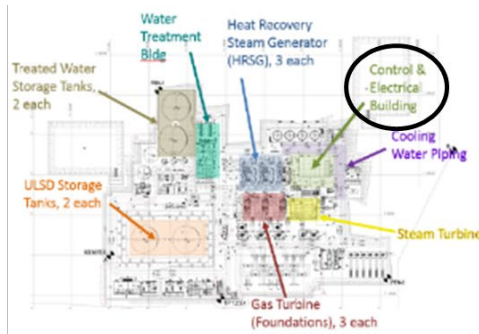 Water
Treatment
Bldg
Heat Recovery
Steam Generator
(HRSG), 3 each
Control &
Electrical
Building
Treated Water
Storage Tanks,
2 each
Cooling
Water Piping
ULSD Storage
Tanks, 2 each
Steam Turbine
Gas Turbine
(Foundations), 3 each